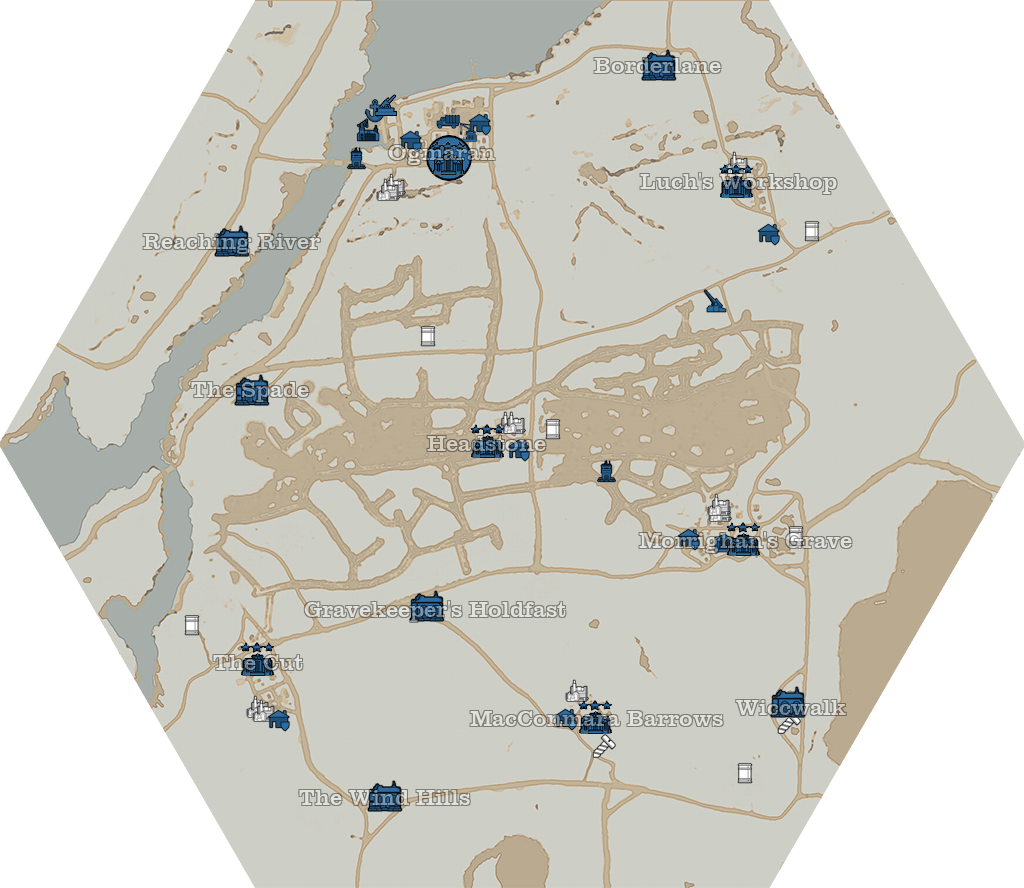 Borderlane
Ogmaran
Luch's Workshop
Reaching River
The Spade
Headstone
Morrighan's Grave
Gravekeeper's Holdfast
The Cut
Wiccwalk
MacConmara Barrows
The Wind Hills